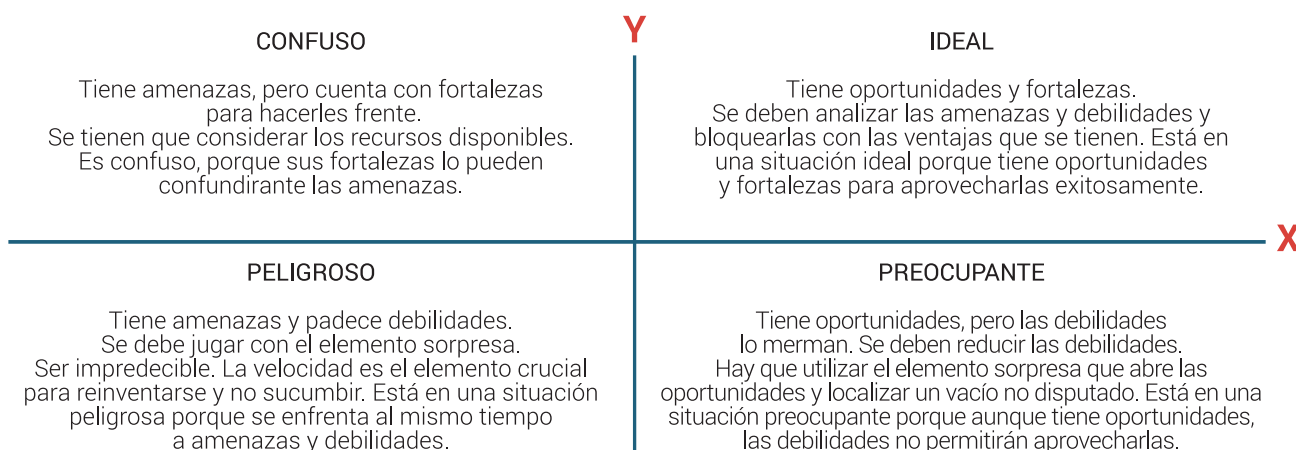 Y
CONFUSO
Tiene amenazas, pero cuenta con fortalezas
para hacerles frente.
Se tienen que considerar los recursos disponibles.
Es confuso, porque sus fortalezas lo pueden
confundirante las amenazas.
IDEAL
Tiene oportunidades y fortalezas.
Se deben analizar las amenazas y debilidades y
bloquearlas con las ventajas que se tienen. Está en
una situación ideal porque tiene oportunidades
y fortalezas para aprovecharlas exitosamente.
X
PELIGROSO
Tiene amenazas y padece debilidades.
Se debe jugar con el elemento sorpresa.
Ser impredecible. La velocidad es el elemento crucial
para reinventarse y no sucumbir. Está en una situación
peligrosa porque se enfrenta al mismo tiempo
a amenazas y debilidades.
PREOCUPANTE
Tiene oportunidades, pero las debilidades
lo merman. Se deben reducir las debilidades.
Hay que utilizar el elemento sorpresa que abre las
oportunidades y localizar un vacío no disputado. Está en una
situación preocupante porque aunque tiene oportunidades,
las debilidades no permitirán aprovecharlas.